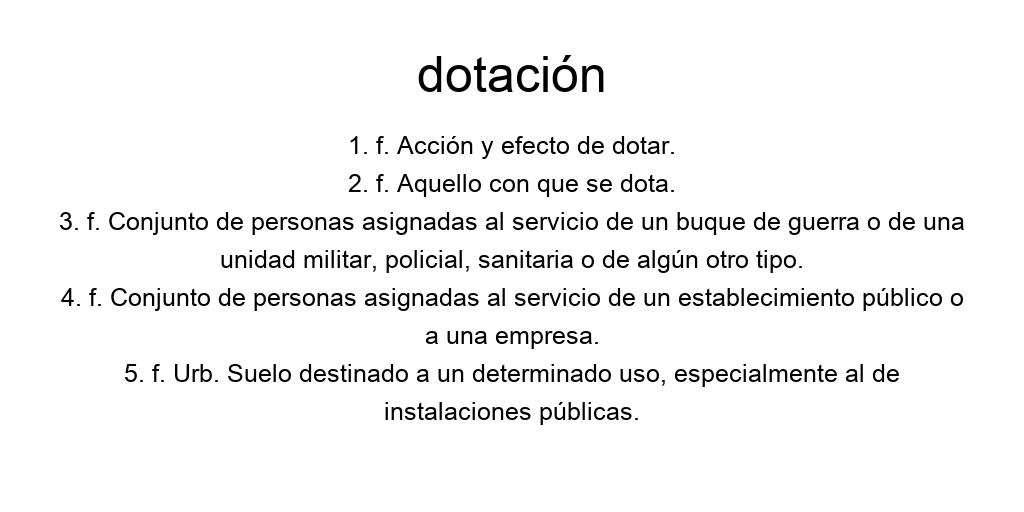 dotación
1. f. Acción y efecto de dotar.
2. f. Aquello con que se dota.
3. f. Conjunto de personas asignadas al servicio de un buque de guerra o de una
unidad militar, policial, sanitaria o de algún otro tipo.
4. f. Conjunto de personas asignadas al servicio de un establecimiento público o
a una empresa.
5. f. Urb. Suelo destinado a un determinado uso, especialmente al de
instalaciones públicas.